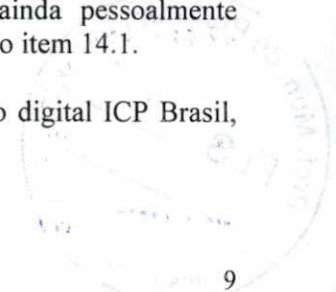 ainda pessoalmente
o item 14.1.
o digital ICP Brasil,
9